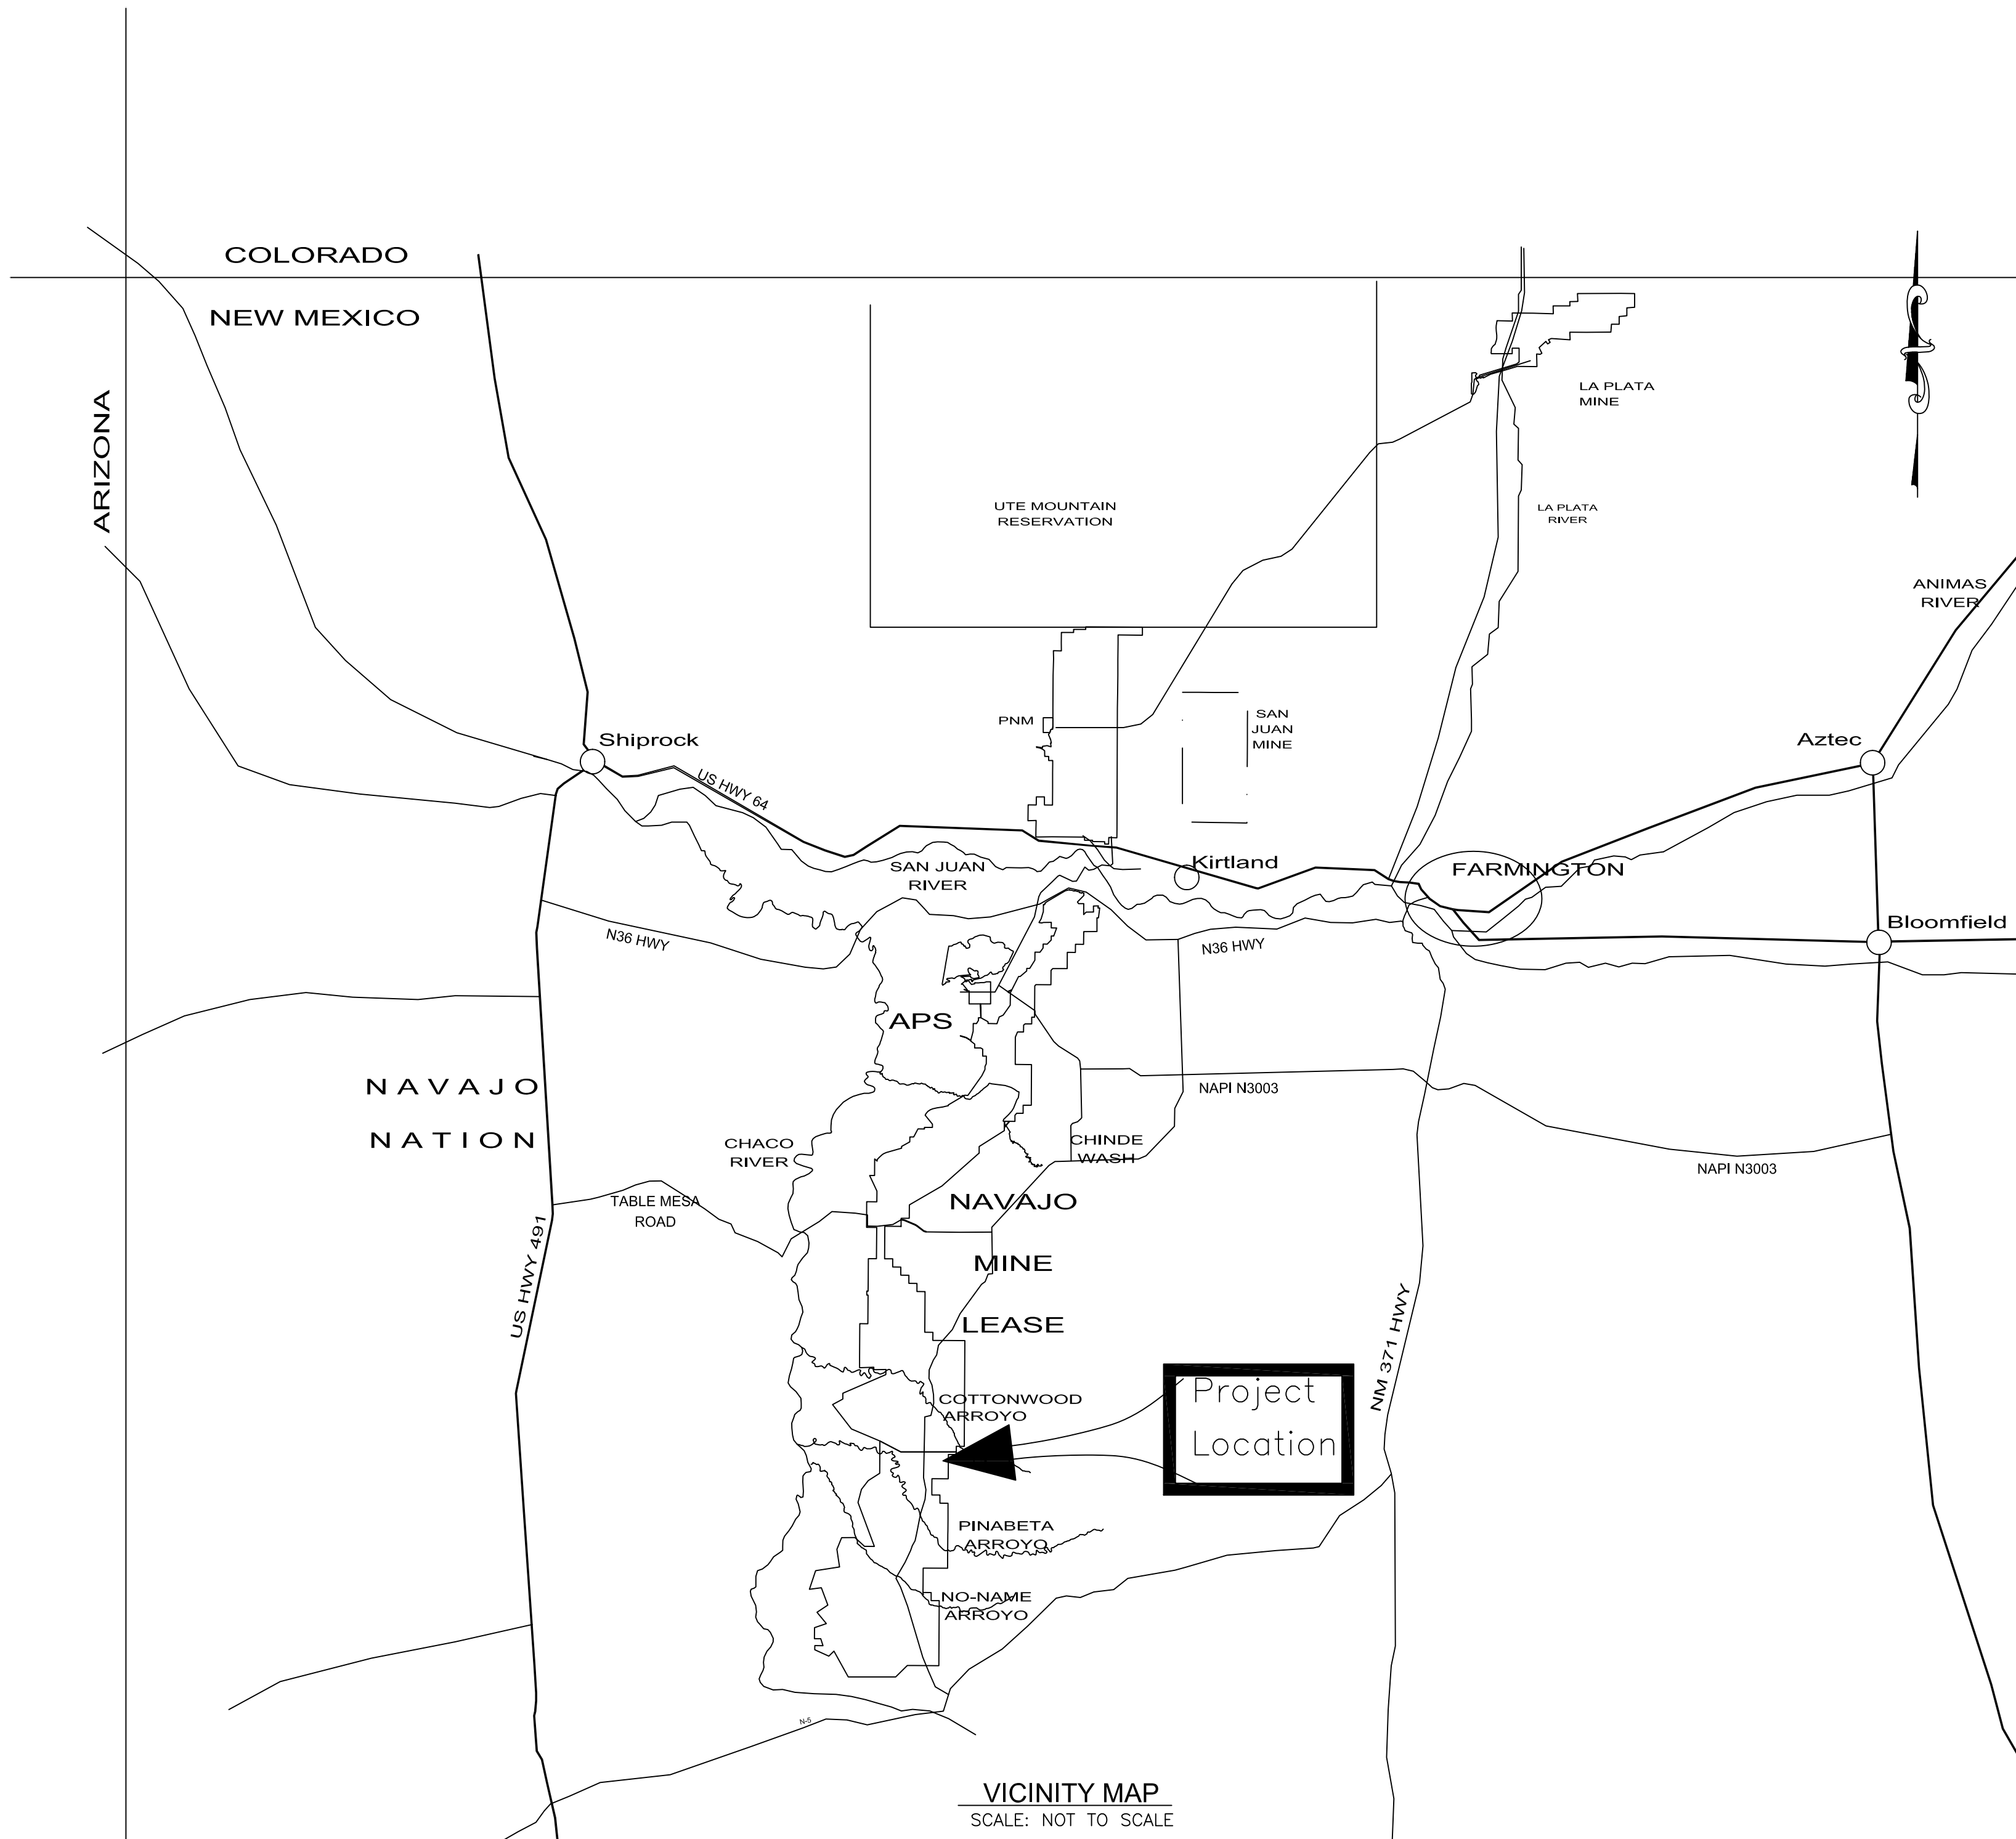 COLORADO
NEW MEXICO
ARIZONA
LA PLATA
MINE
UTE MOUNTAIN
RESERVATION
LA PLATA
RIVER
ANIMAS
RIVER
PNM
SAN
JUAN
MINE
Shiprock
US HWY 64
Aztec
SAN JUAN
RIVER
Kirtland
FARMINGTON
Bloomfield
N36 HWY
N36 HWY
APS
NAVAJO
NATION
NAPI N3003
CHACO
RIVER
CHINDE
WASH
NAPI N3003
TABLE MESA
ROAD
NAVAJO
MINE
LEASE
US HWY 491
NM 371 HWY
Project
Location
COTTONWOOD
ARROYO
PINABETA
ARROYO
NO-NAME
ARROYO
N-5
VICINITY MAP
SCALE: NOT TO SCALE